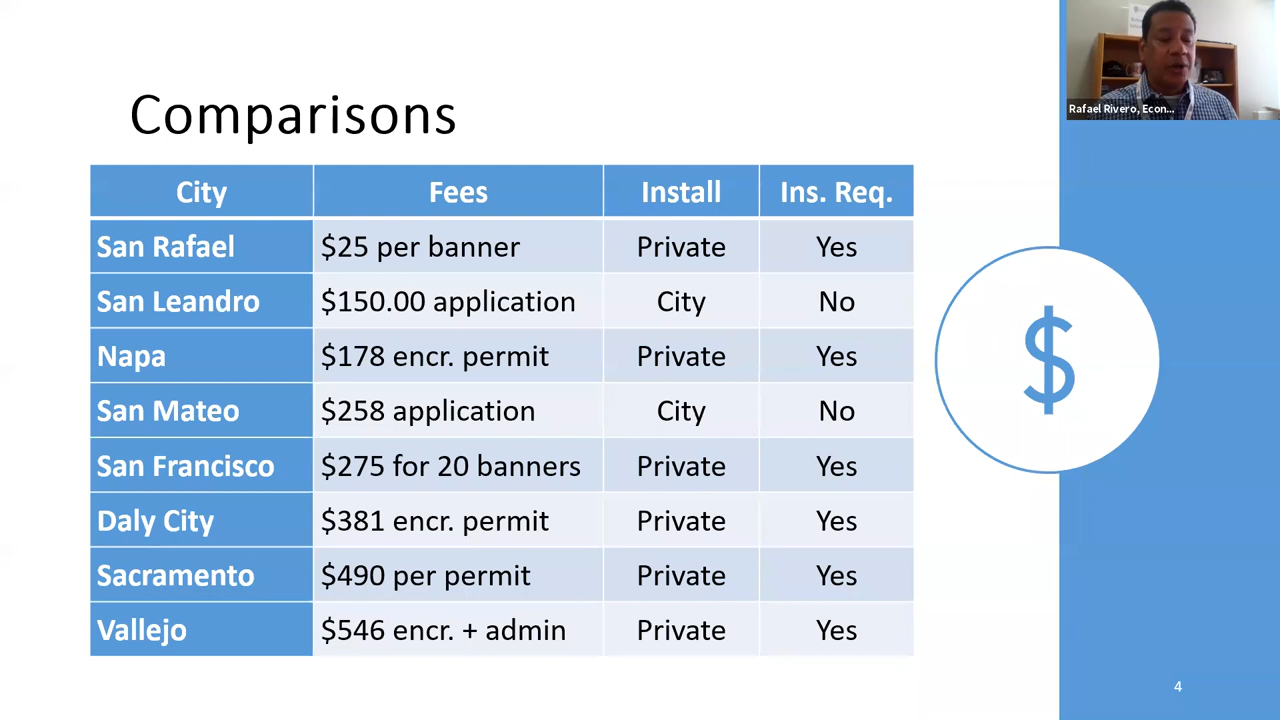 Comparisons
City Fees Install Ins. Req.
San Rafael $25 per banner Private Yes
San Leandro $150.00 application City No
Napa $178 encr. permit Private Yes
San Mateo $258 application City No
San Francisco $275 for 20 banners Private Yes
Daly City $381 encr. permit Private Yes
Sacramento $490 per permit Private Yes
Vallejo $546 encr. + admin Private Yes
$
Rafael Rivero, Econ...
4